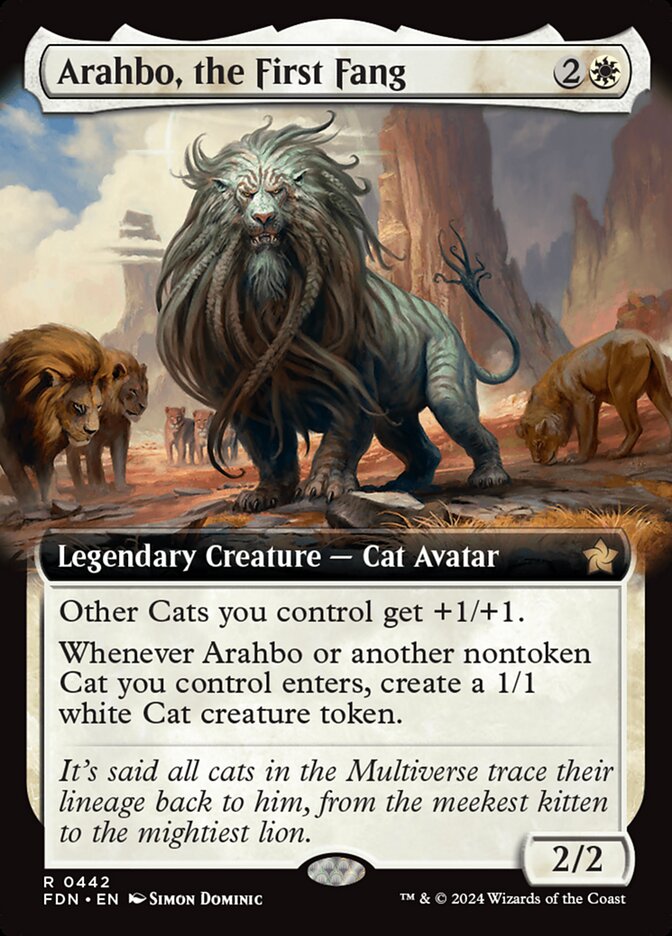 Arahbo, the First Fang 2
Legendary Creature — Cat Avatar
Other Cats you control get +1/+1.
Whenever Arahbo or another nontoken
Cat you control enters, create a 1/1
white Cat creature token.
It's said all cats in the Multiverse trace their
lineage back to him, from the meekest kitten
to the mightiest lion.
2/2
R 0442
FDN • EN SIMON DOMINIC
™ & © 2024 Wizards of the Coast